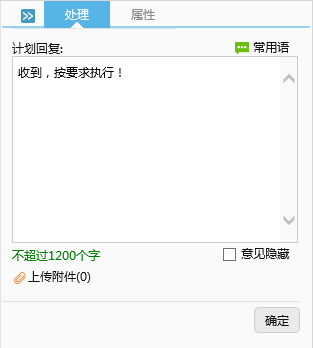 处理 属性
计划回复: 常用语
收到，按要求执行！
不超过1200个字 意见隐藏
上传附件(0)
确定